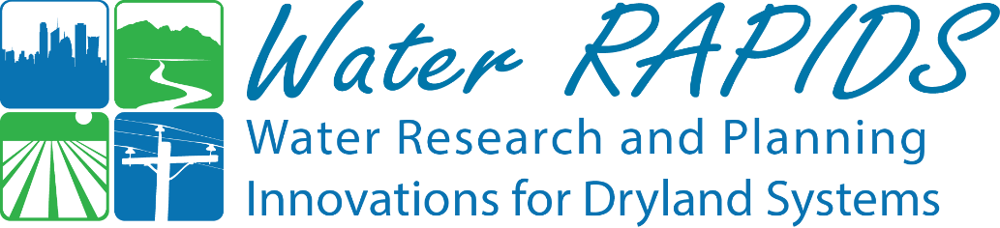 Water RAPIDS
Water Research and Planning
Innovations for Dryland Systems